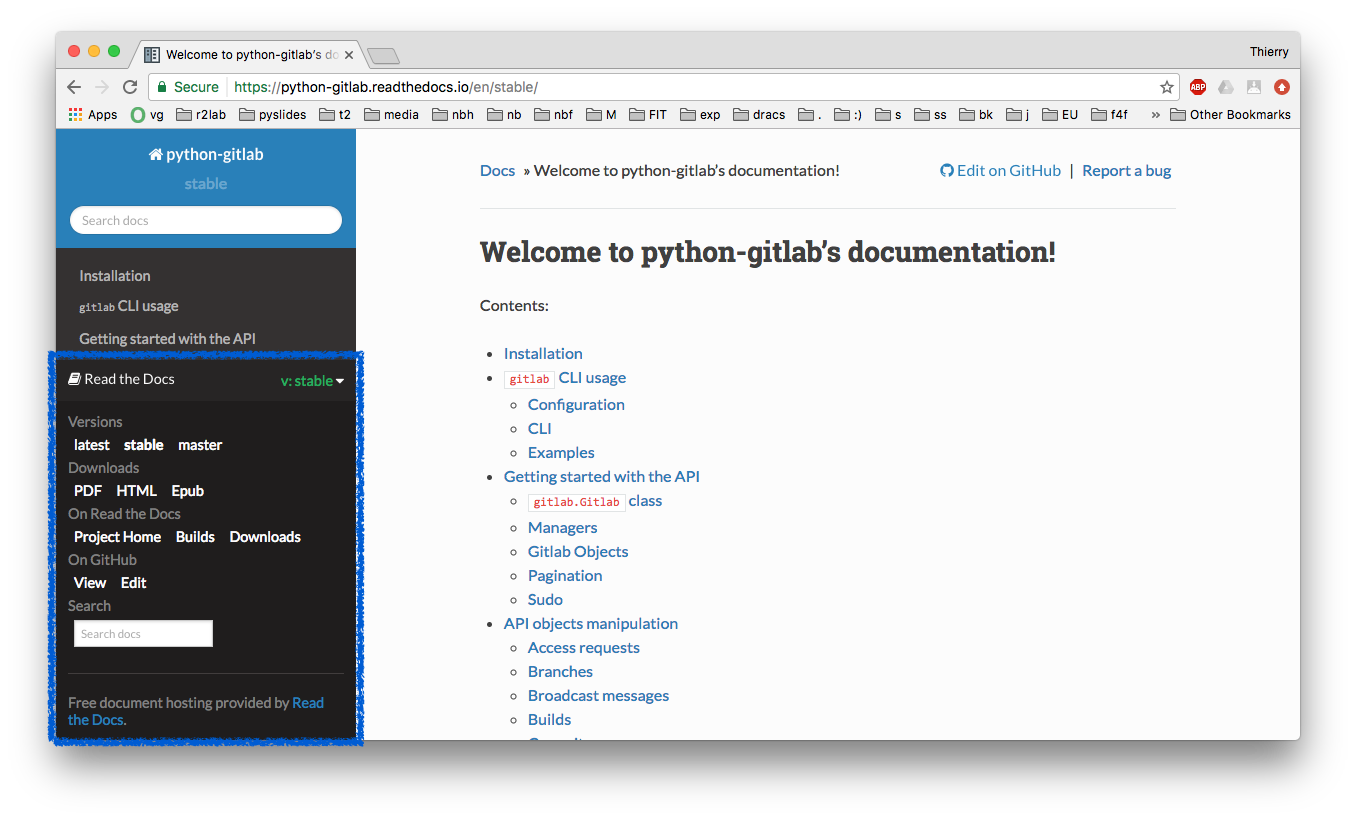 Welcome to python-gitlab's do
Thierry
Secure https://python-gitlab.readthedocs.io/en/stable/
ABP
Apps vg r2lab pyslides t2 media nbh nb nbf M FIT exp dracs . :) s ss bk j EU f4f » Other Bookmarks
python-gitlab
stable
Search docs
Installation
gitlab CLI usage
Getting started with the API
Read the Docs v: stable
Versions
latest stable master
Downloads
PDF HTML Epub
On Read the Docs
Project Home Builds Downloads
On GitHub
View Edit
Search
Search docs
Free document hosting provided by Read
the Docs.
Docs » Welcome to python-gitlab's documentation! Edit on GitHub | Report a bug
Welcome to python-gitlab's documentation!
Contents:
Installation
gitlab CLI usage
Configuration
CLI
Examples
Getting started with the API
gitlab.Gitlab class
Managers
Gitlab Objects
Pagination
Sudo
API objects manipulation
Access requests
Branches
Broadcast messages
Builds